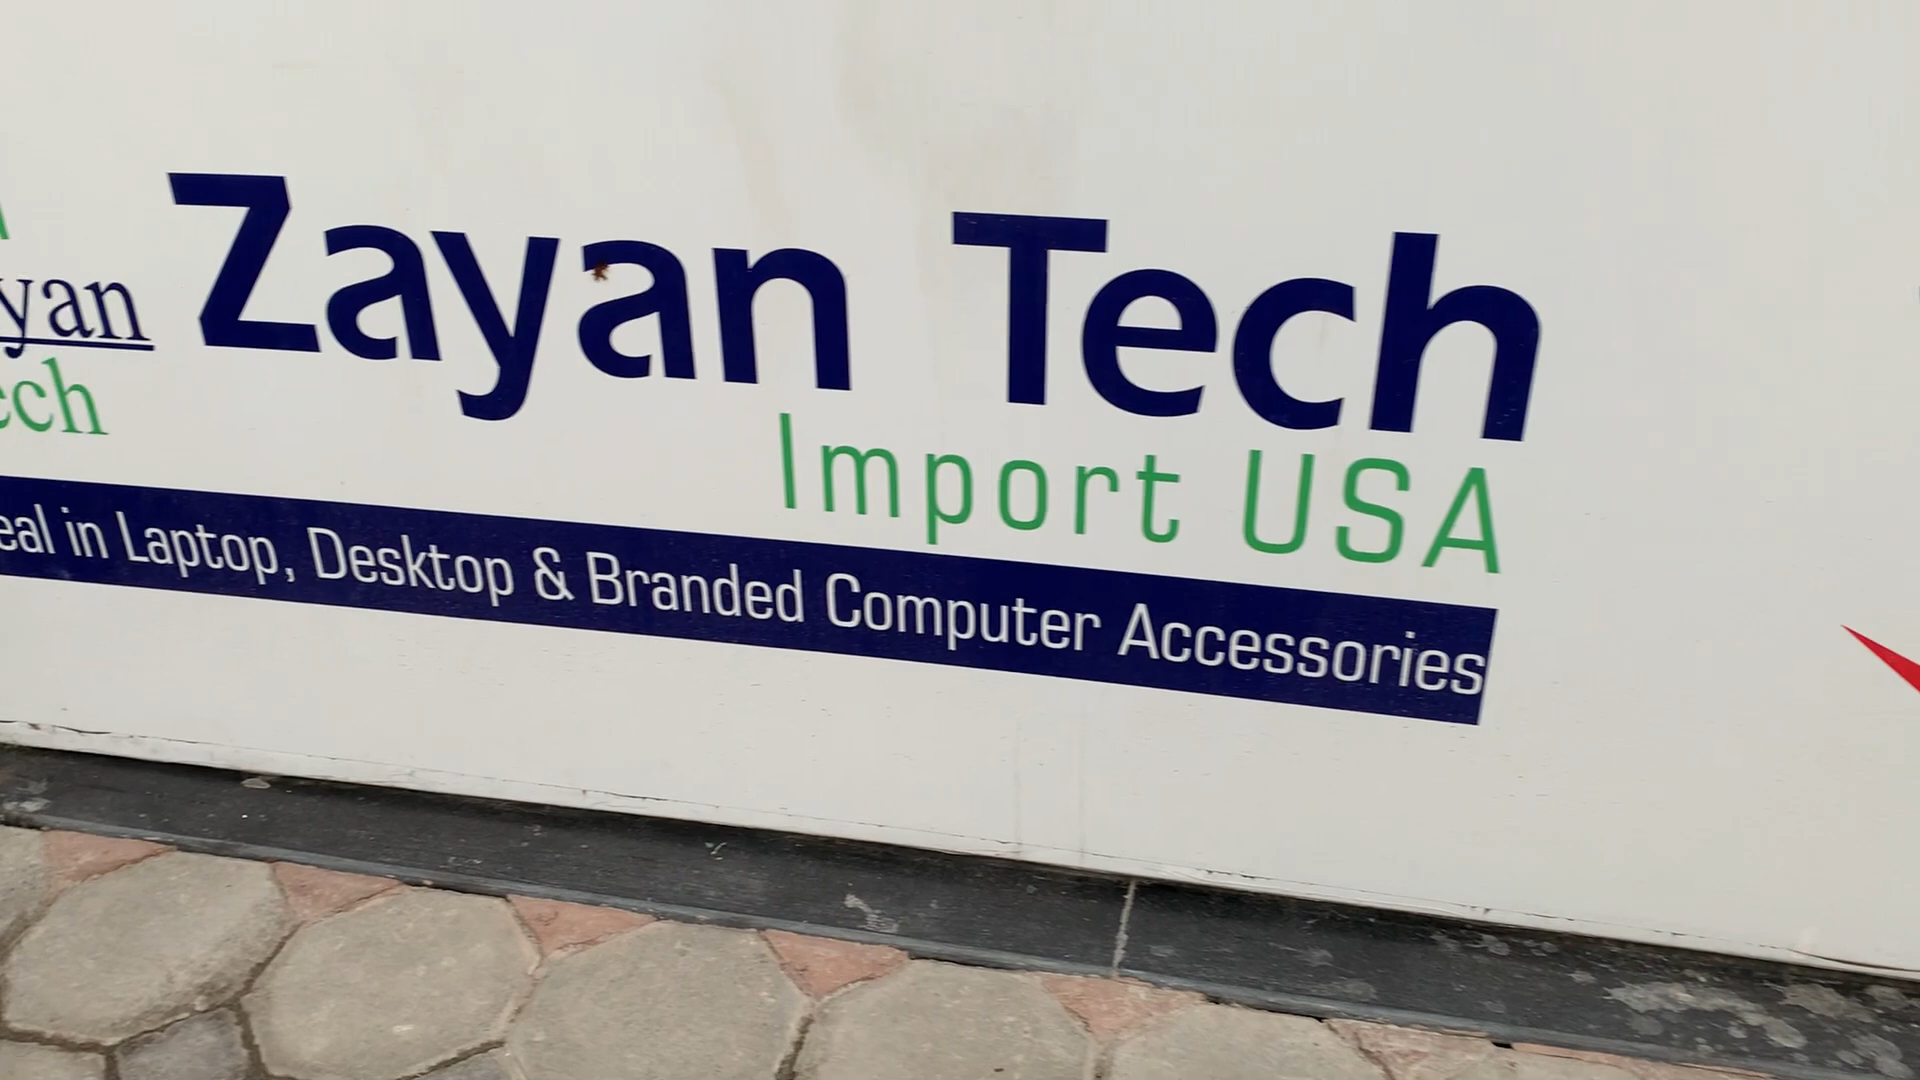 yan
ech
Zayan Tech
Import USA
eal in Laptop, Desktop & Branded Computer Accessories